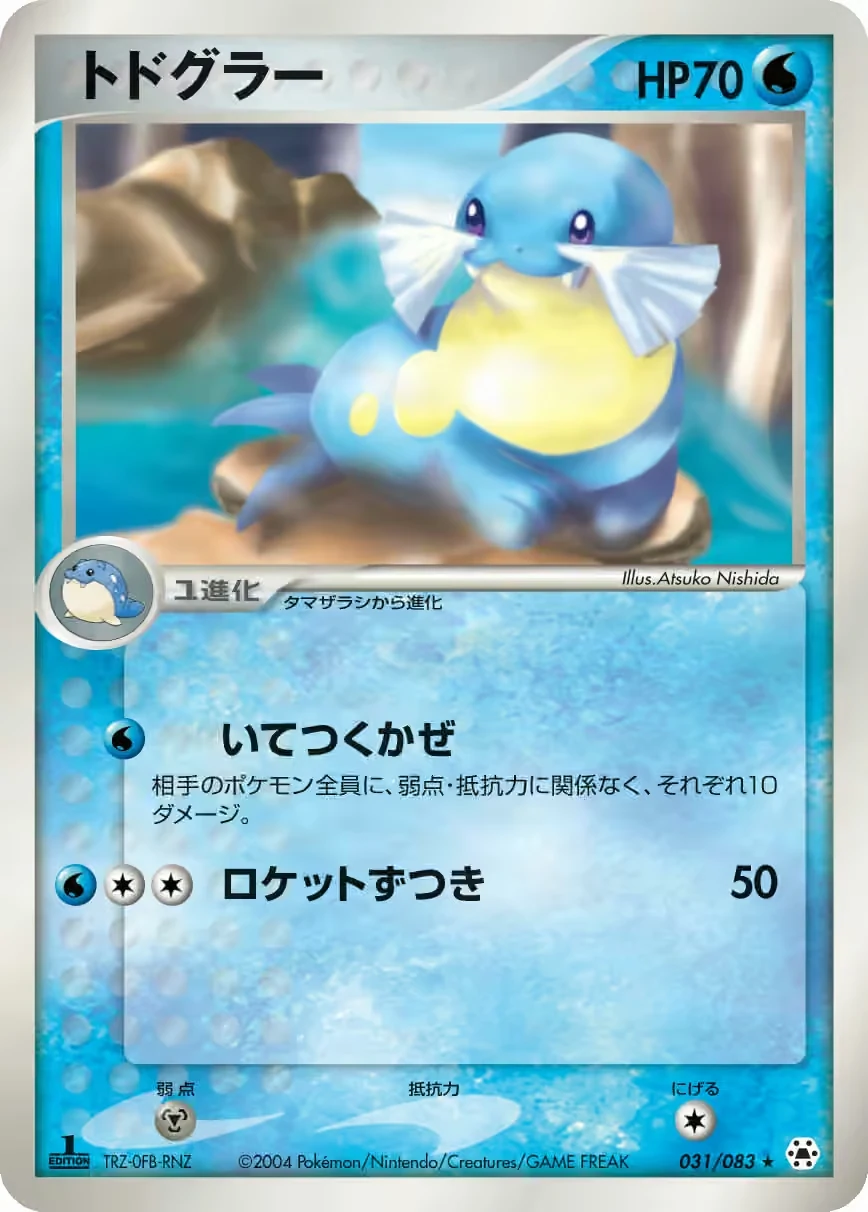 トドグラー HP70
Illus.Atsuko Nishida
1進化 タマザラシから進化
いてつくかぜ
相手のポケモン全員に、弱点・抵抗力に関係なく、それぞれ10
ダメージ。
ロケットずつき 50
弱点 抵抗力 にげる
1 EDITION TRZ-0FB-RNZ ©2004 Pokémon/Nintendo/Creatures/GAME FREAK 031/083 ★